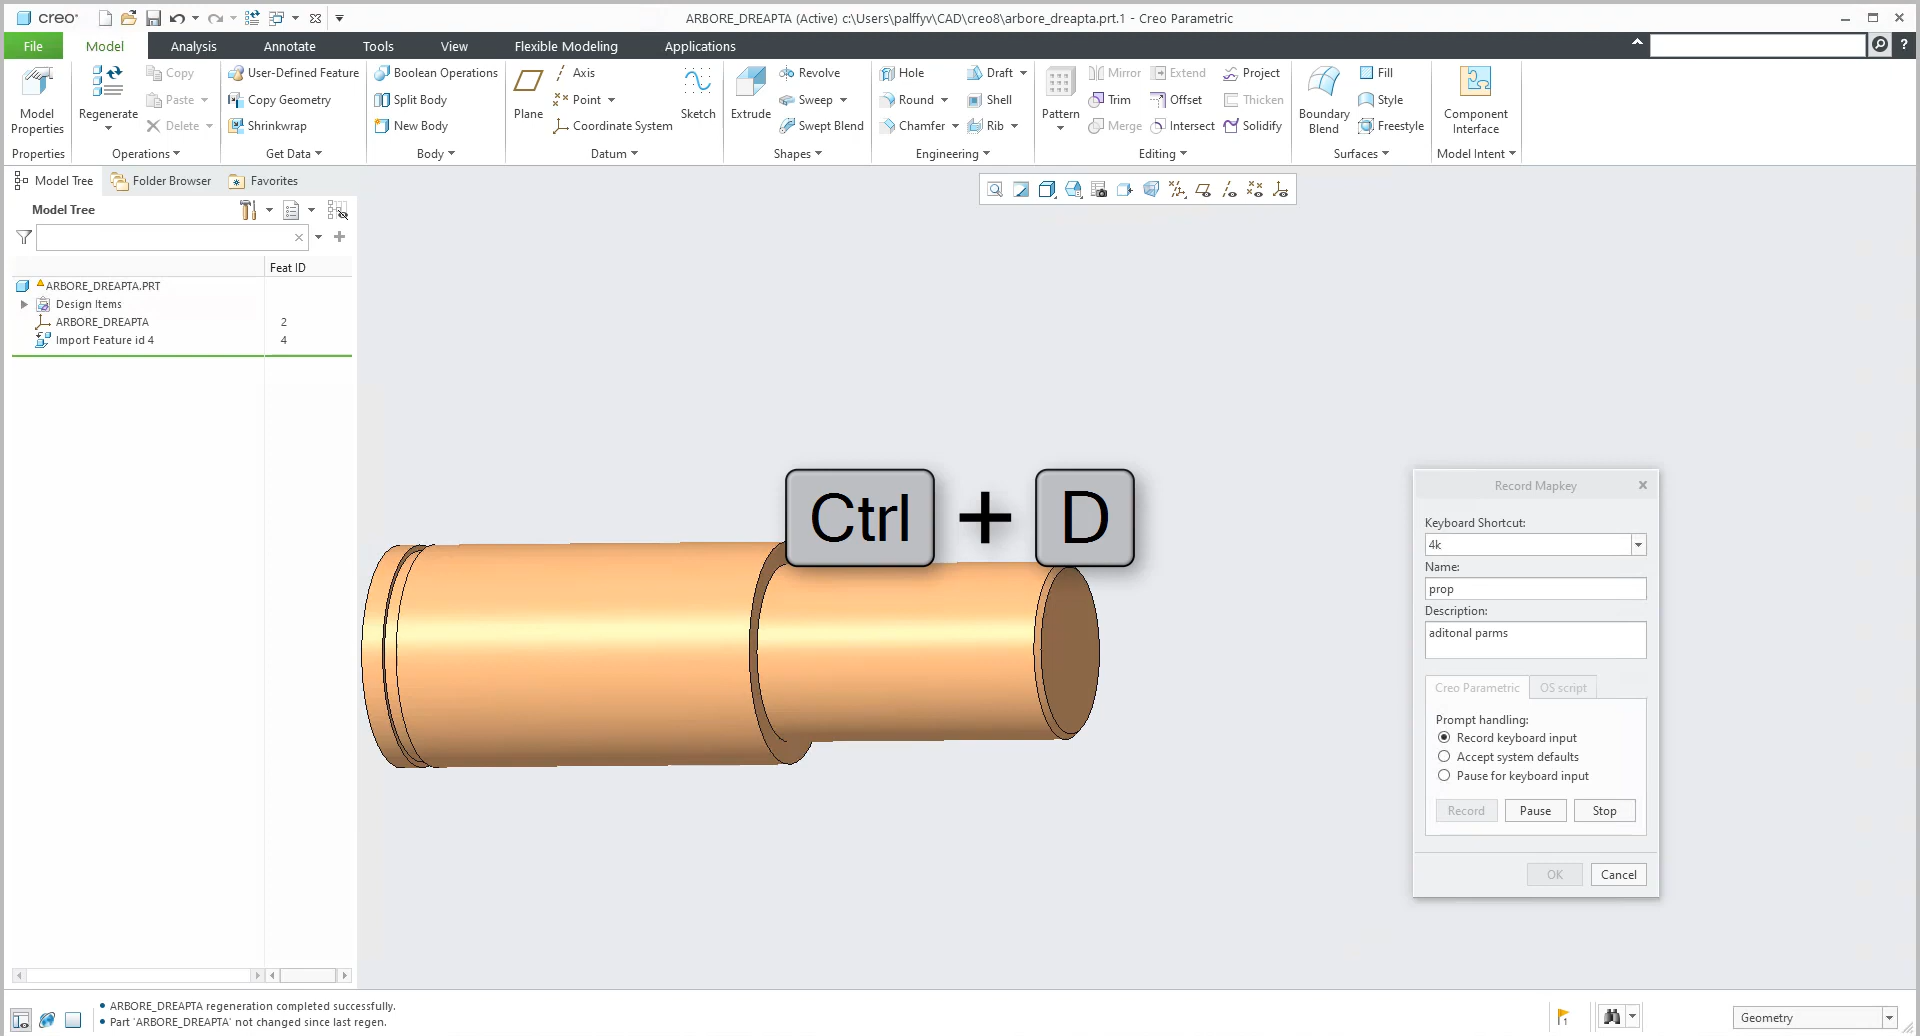 creo
ARBORE_DREAPTA (Active) c:\Users\palffyv\CAD\creo8\arbore_dreapta.prt.1 - Creo Parametric
File Model Analysis Annotate Tools View Flexible Modeling Applications
?
Model Properties
Properties
Regenerate
Copy
Paste
Delete
Operations
User-Defined Feature
Copy Geometry
Shrinkwrap
Get Data
Boolean Operations
Split Body
New Body
Body
Plane
Axis
Point
Coordinate System
Sketch
Datum
Extrude
Revolve
Sweep
Swept Blend
Shapes
Hole
Round
Chamfer
Draft
Shell
Rib
Engineering
Pattern
Mirror
Trim
Merge
Extend
Offset
Intersect
Project
Thicken
Solidify
Editing
Boundary Blend
Fill
Style
Freestyle
Surfaces
Component Interface
Model Intent
Model Tree Folder Browser Favorites
Model Tree
Feat ID
ARBORE_DREAPTA.PRT
Design Items
ARBORE_DREAPTA 2
Import Feature id 4 4
Ctrl + D
Record Mapkey
Keyboard Shortcut:
4k
Name:
prop
Description:
aditonal parms
Creo Parametric OS script
Prompt handling:
Record keyboard input
Accept system defaults
Pause for keyboard input
Record Pause Stop
OK Cancel
• ARBORE_DREAPTA regeneration completed successfully.
• Part 'ARBORE_DREAPTA' not changed since last regen.
Geometry